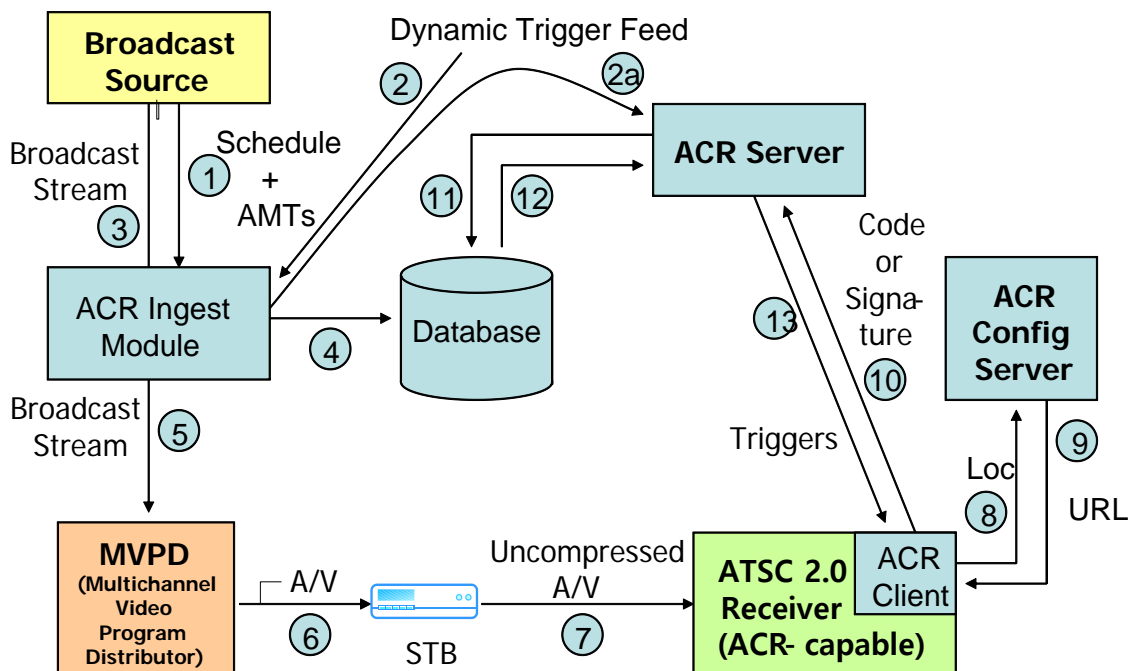 Dynamic Trigger Feed
Broadcast
Source
2
2a
Broadcast
Stream
3
1
Schedule
+
AMTs
ACR Server
11
12
Code
or
Signa-
ture
10
13
ACR Ingest
Module
4
Database
ACR
Config
Server
Broadcast
Stream
5
Triggers
9
Loc
8
URL
MVPD
(Multichannel
Video
Program
Distributor)
A/V
6
STB
Uncompressed
A/V
7
ATSC 2.0
Receiver
(ACR- capable)
ACR
Client